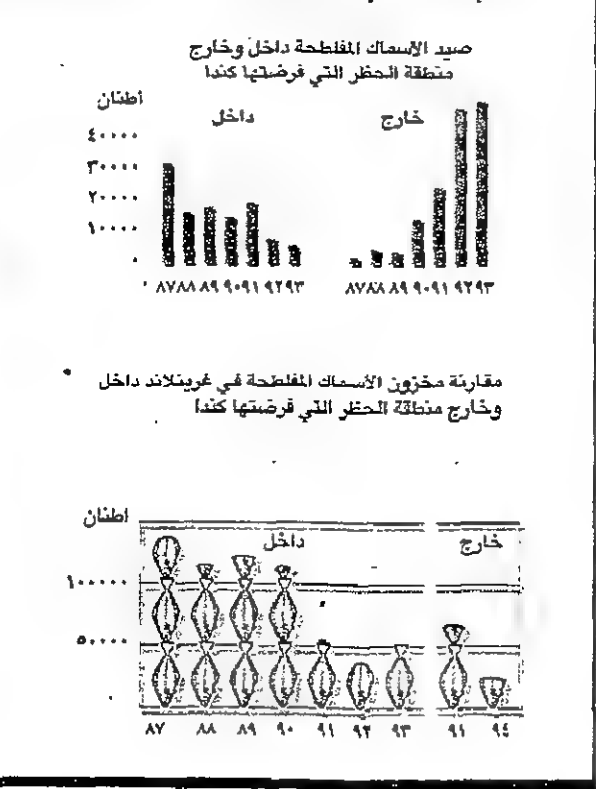 صيد الأسماك المفلطحة داخل وخارج
منطقة الحظر التي فرضتها كندا
أطنان
داخل
خارج
٤٠٠٠٠
٣٠٠٠٠
٢٠٠٠٠
١٠٠٠٠
٠
٨٧ ٨٨ ٨٩ ٩٠ ٩١ ٩٢ ٩٣
٨٧ ٨٨ ٨٩ ٩٠ ٩١ ٩٢ ٩٣
مقارنة مخزون الأسماك المفلطحة في غرينلاند داخل
وخارج منطقة الحظر التي فرضتها كندا
اطنان
داخل
خارج
١٠٠٠٠٠
٥٠٠٠٠
٠
٨٧ ٨٨ ٨٩ ٩٠ ٩١ ٩٢ ٩٣
٩١ ٩٤